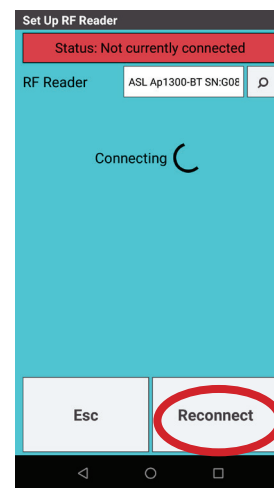 Set Up RF Reader
Status: Not currently connected
RF Reader ASL Ap1300-BT SN:G08
Connecting
Esc Reconnect